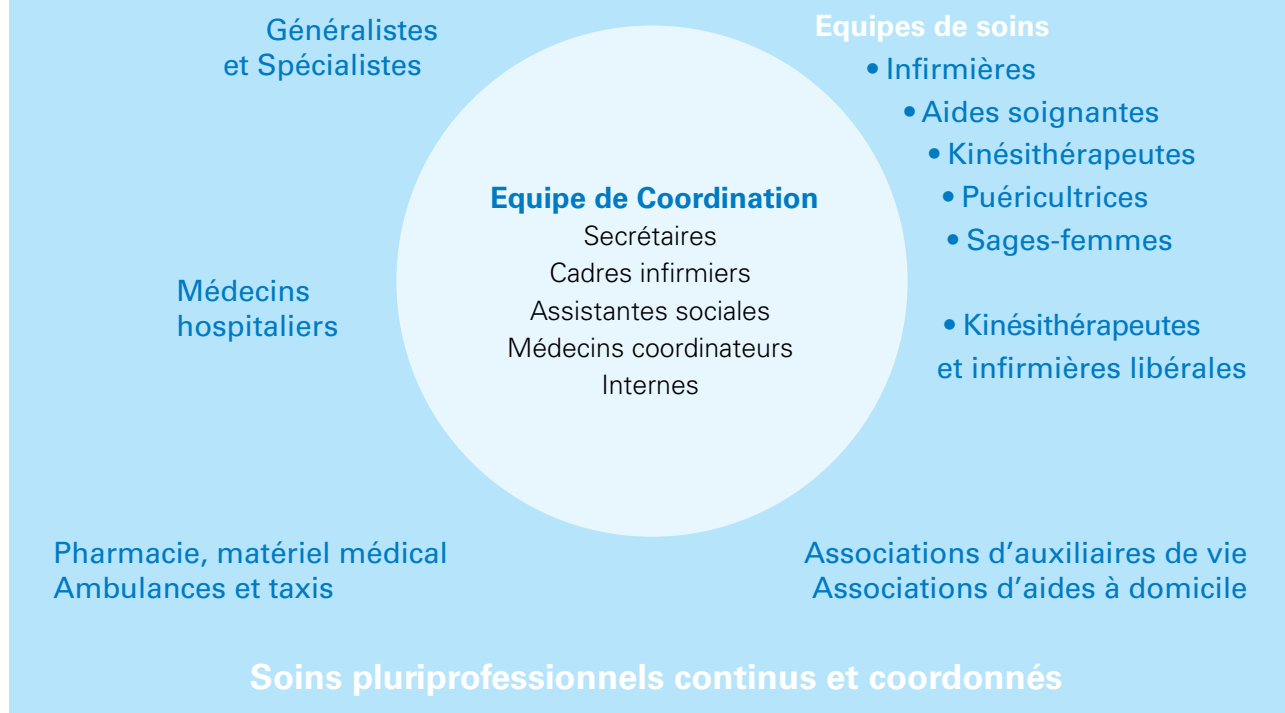 Généralistes
et Spécialistes
Equipes de soins
• Infirmières
• Aides soignantes
• Kinésithérapeutes
• Puéricultrices
• Sages-femmes
• Kinésithérapeutes
et infirmières libérales
Equipe de Coordination
Secrétaires
Cadres infirmiers
Assistantes sociales
Médecins coordinateurs
Internes
Médecins
hospitaliers
Pharmacie, matériel médical
Ambulances et taxis
Associations d’auxiliaires de vie
Associations d’aides à domicile
Soins pluriprofessionnels continus et coordonnés